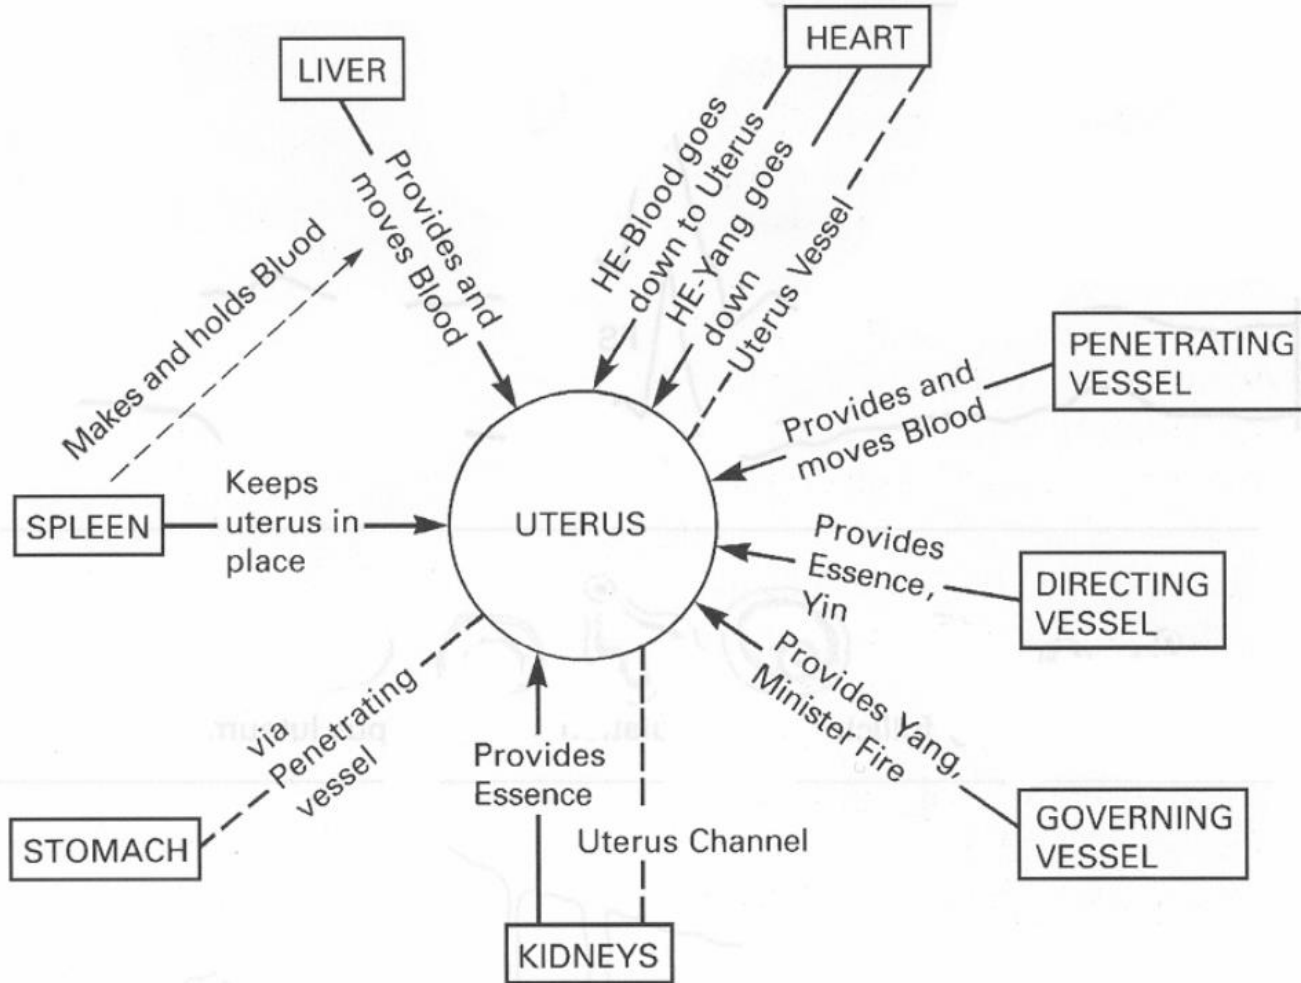 HEART
LIVER
HE-Blood goes
down to Uterus
HE-Yang goes
down
Uterus Vessel
Provides and
moves Blood
Makes and holds Blood
PENETRATING
VESSEL
Provides and
moves Blood
SPLEEN
Keeps
uterus in
place
UTERUS
Provides
Essence,
Yin
DIRECTING
VESSEL
Provides Yang,
Minister Fire
GOVERNING
VESSEL
via
Penetrating
vessel
STOMACH
Provides
Essence
Uterus Channel
KIDNEYS